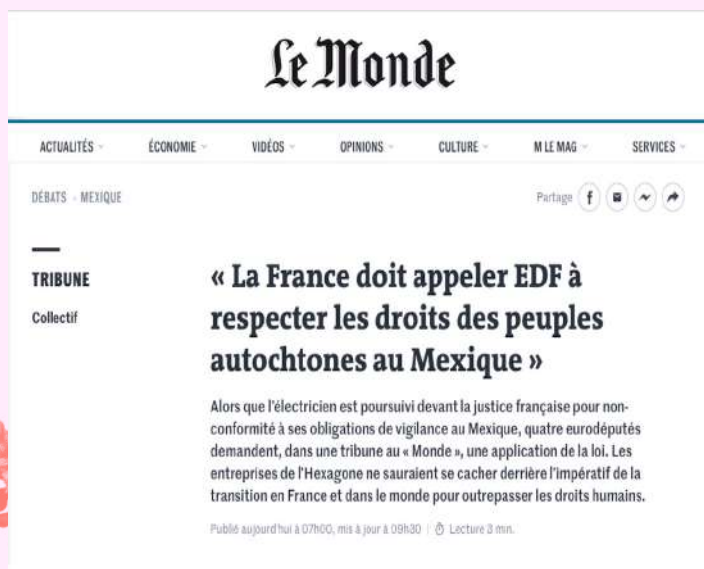 Le Monde
ACTUALITÉS ÉCONOMIE VIDÉOS OPINIONS CULTURE M LE MAG SERVICES
DÉBATS · MEXIQUE
Partage
TRIBUNE
Collectif
« La France doit appeler EDF à
respecter les droits des peuples
autochtones au Mexique »
Alors que l'électricien est poursuivi devant la justice française pour non-
conformité à ses obligations de vigilance au Mexique, quatre eurodéputés
demandent, dans une tribune au « Monde », une application de la loi. Les
entreprises de l'Hexagone ne sauraient se cacher derrière l'impératif de la
transition en France et dans le monde pour outrepasser les droits humains.
Publié aujourd'hui à 07h00, mis à jour à 09h30 | Lecture 3 min.